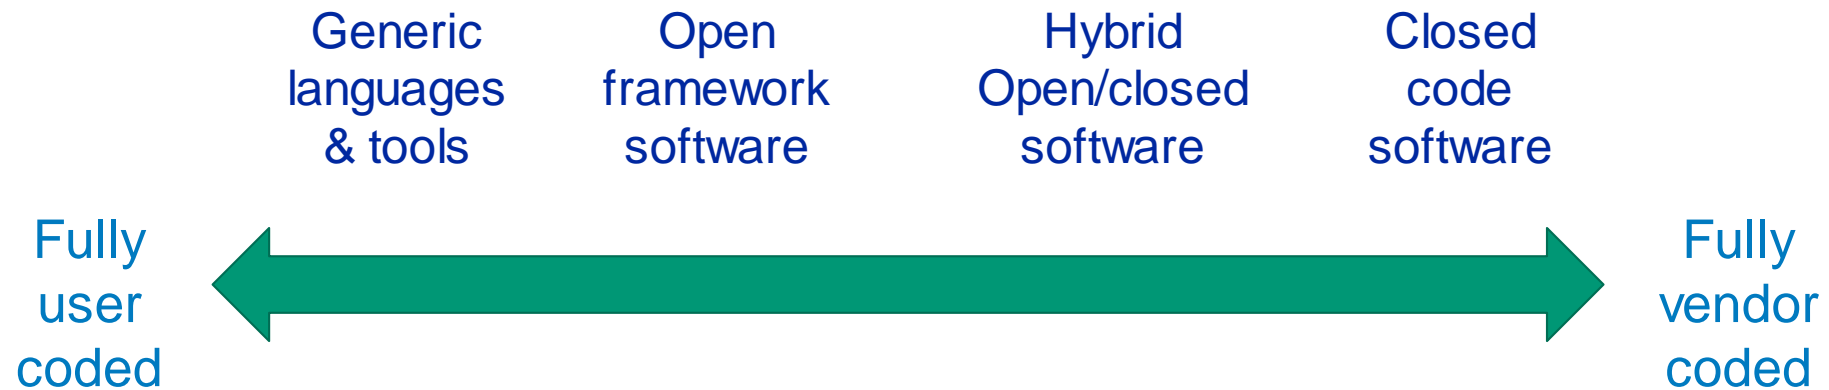 Generic
languages
& tools
Open
framework
software
Hybrid
Open/closed
software
Closed
code
software
Fully
user
coded
Fully
vendor
coded